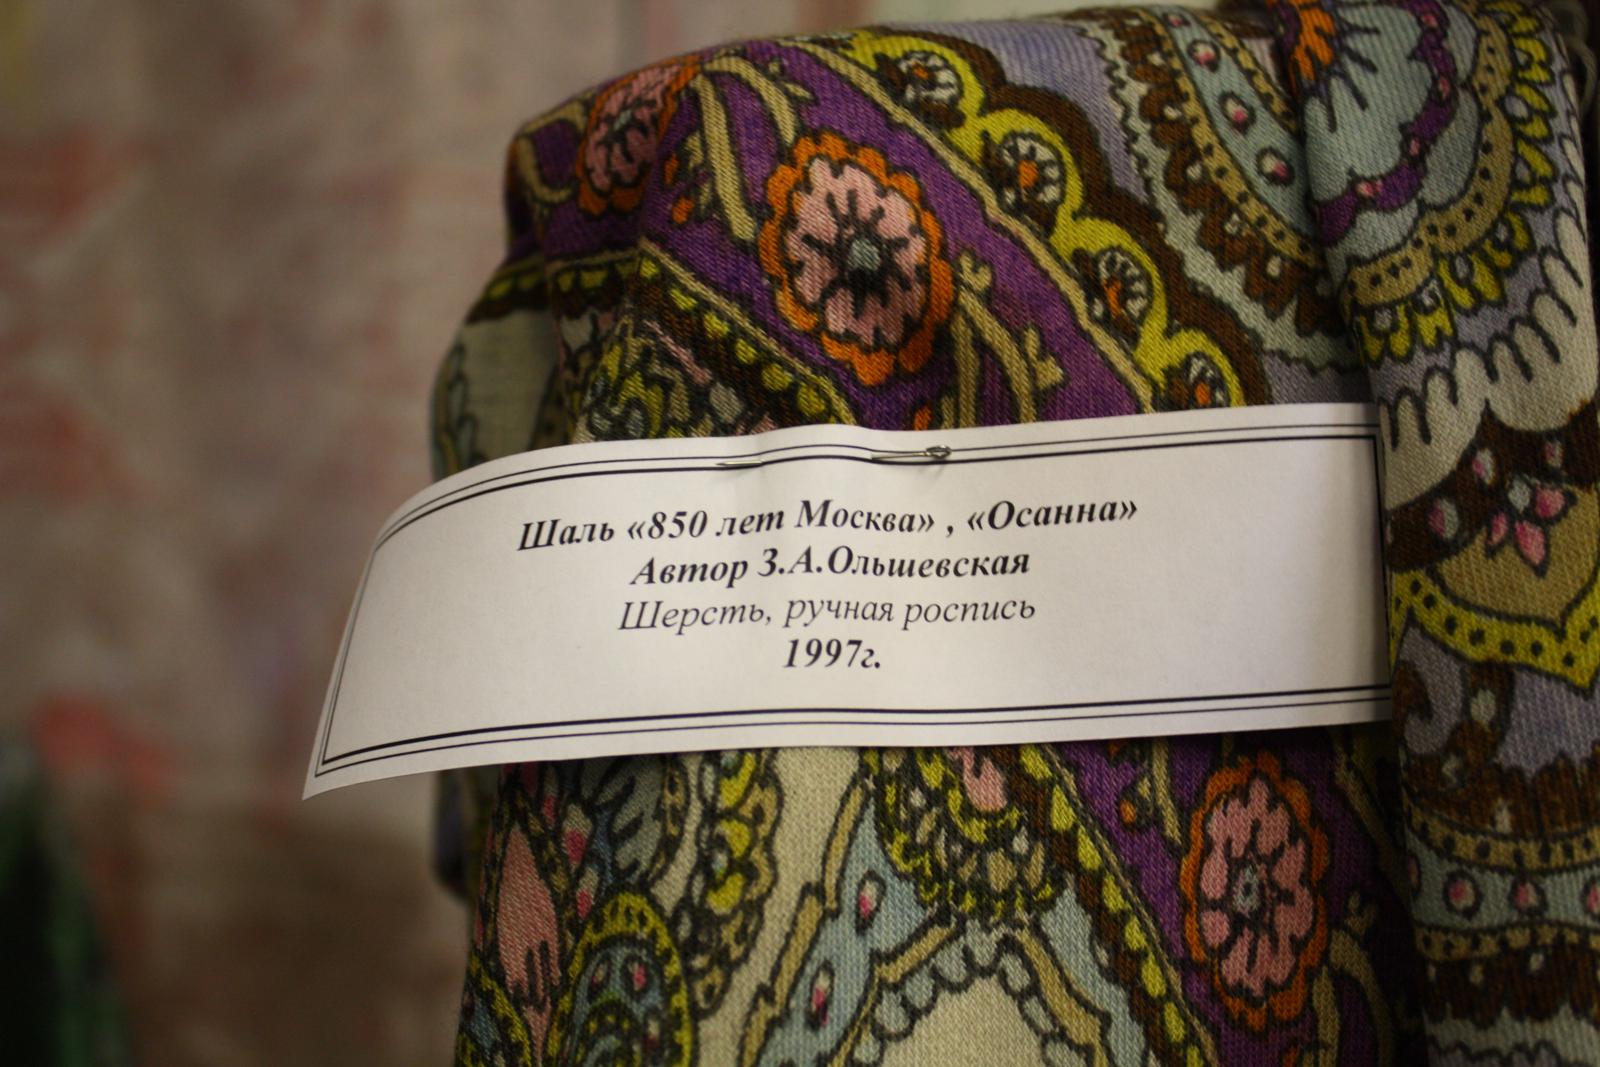 Шаль «850 лет Москва» , «Осанна»
Автор З.А.Ольшевская
Шерсть, ручная роспись
1997г.